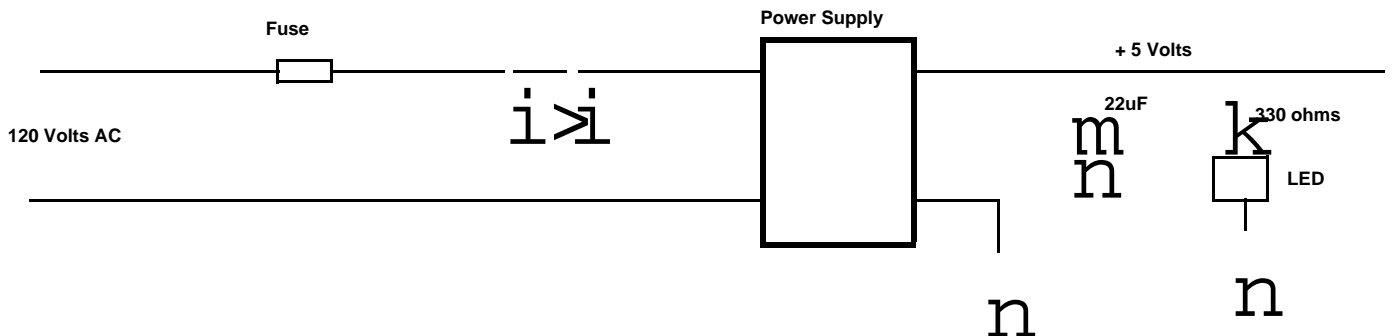 Power Supply
Fuse
+ 5 Volts
i>i
22uF
m
k
330 ohms
120 Volts AC
n
LED
n
n